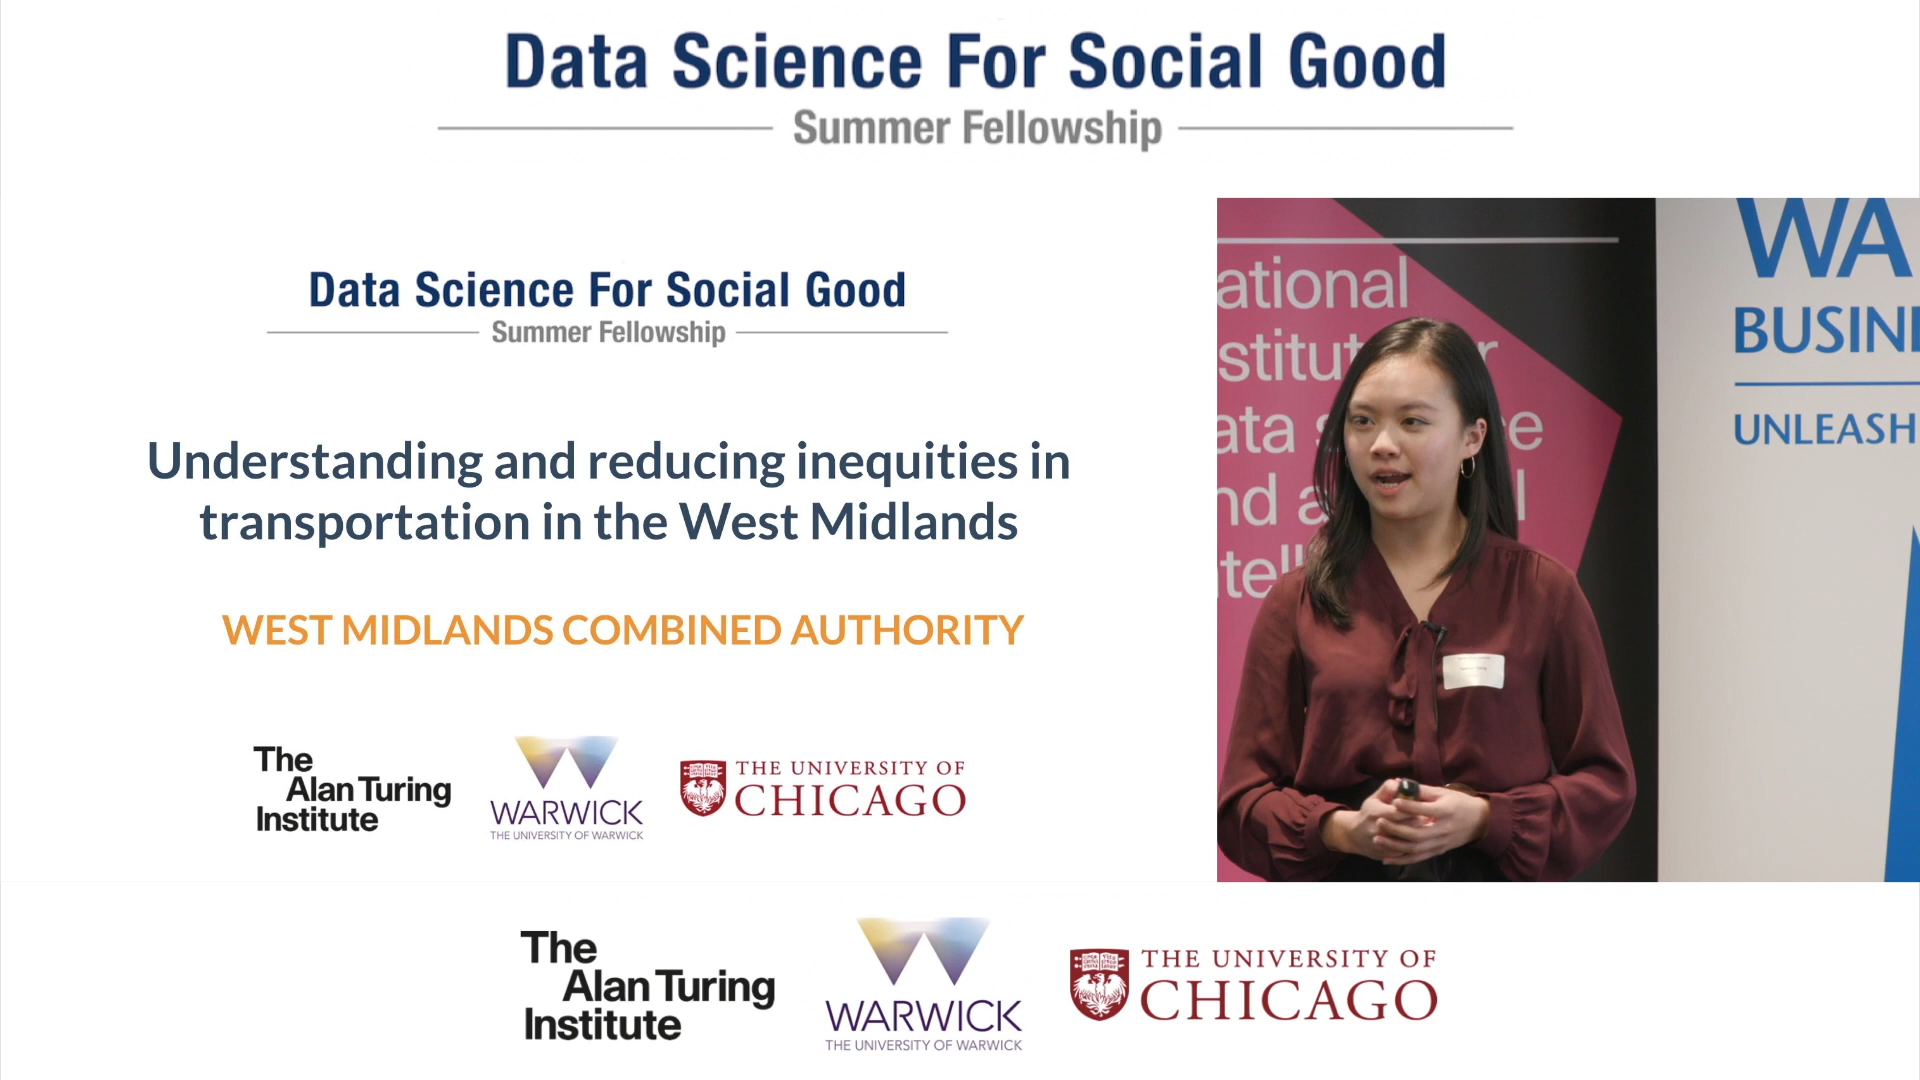 Data Science For Social Good
Summer Fellowship
Data Science For Social Good
Summer Fellowship
Understanding and reducing inequities in
transportation in the West Midlands
WEST MIDLANDS COMBINED AUTHORITY
The
Alan Turing
Institute
WARWICK
THE UNIVERSITY OF WARWICK
THE UNIVERSITY OF
CHICAGO
ational
stitu r
ata s e
nd a l
tell
WA
BUSIN
UNLEASH
The
Alan Turing
Institute
WARWICK
THE UNIVERSITY OF WARWICK
THE UNIVERSITY OF
CHICAGO